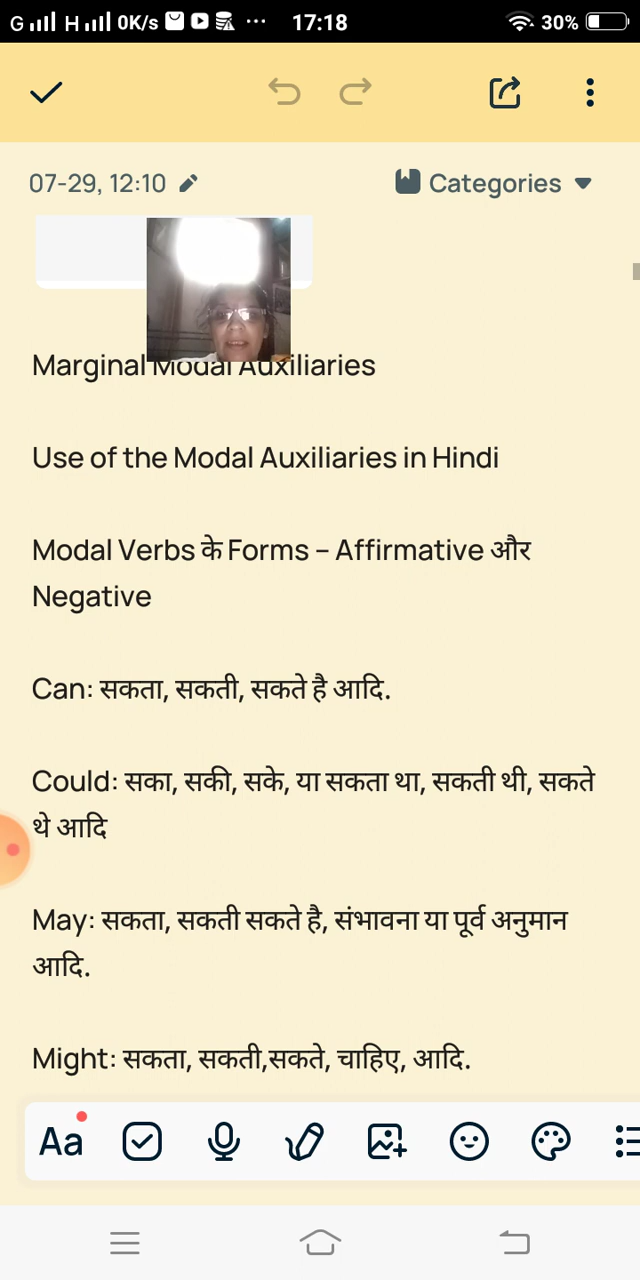 G H 0K/s ... 17:18 30%
07-29, 12:10 Categories
Marginal Modal Auxiliaries
Use of the Modal Auxiliaries in Hindi
Modal Verbs के Forms – Affirmative और
Negative
Can: सकता, सकती, सकते है आदि.
Could: सका, सकी, सके, या सकता था, सकती थी, सकते
थे आदि
May: सकता, सकती सकते है, संभावना या पूर्व अनुमान
आदि.
Might: सकता, सकती,सकते, चाहिए, आदि.
Aa